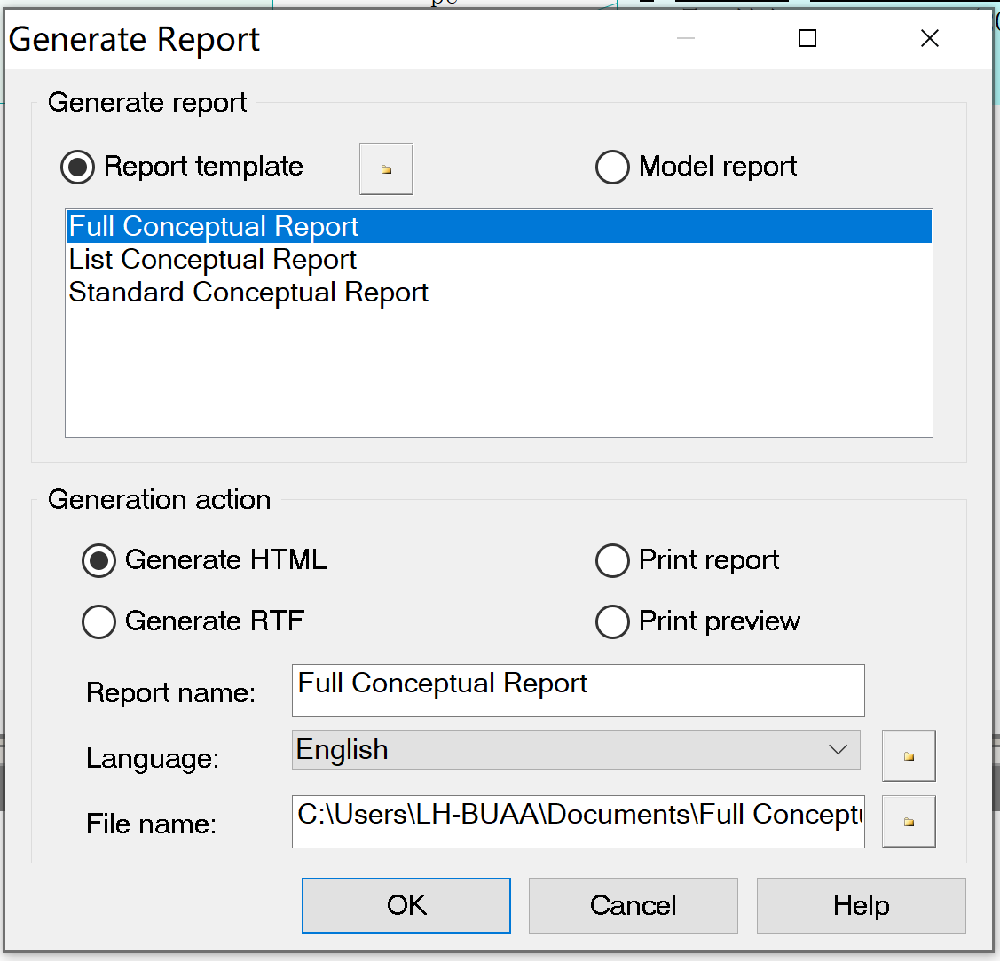 Generate Report
Generate report
Report template
Model report
Full Conceptual Report
List Conceptual Report
Standard Conceptual Report
Generation action
Generate HTML
Print report
Generate RTF
Print preview
Report name:
Full Conceptual Report
Language:
English
File name:
C:\Users\LH-BUAA\Documents\Full Conceptu
OK
Cancel
Help